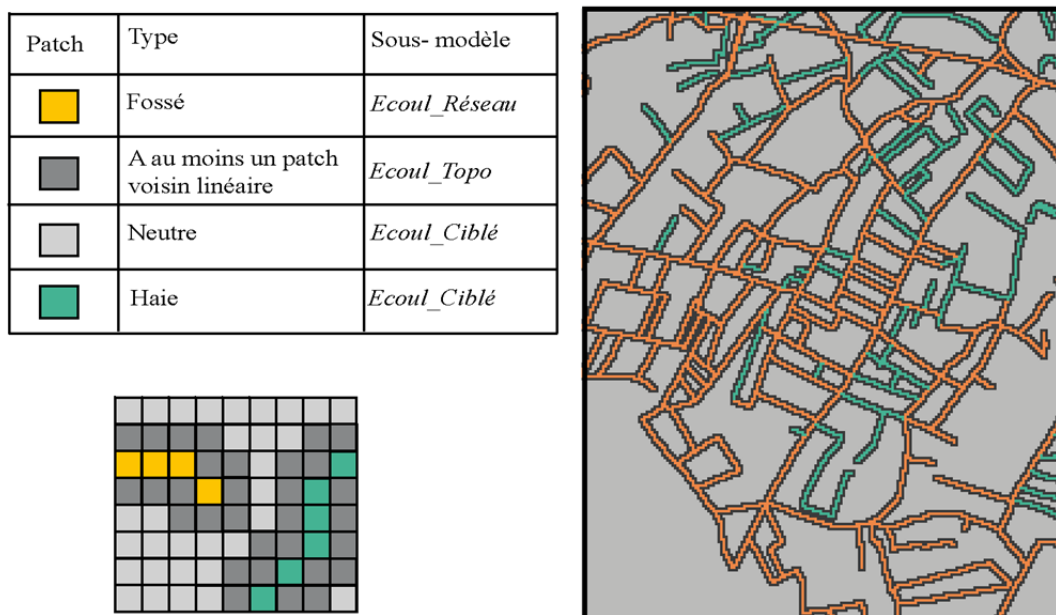 Patch Type Sous- modèle
Fossé Ecoul_Réseau
A au moins un patch
voisin linéaire Ecoul_Topo
Neutre Ecoul_Ciblé
Haie Ecoul_Ciblé